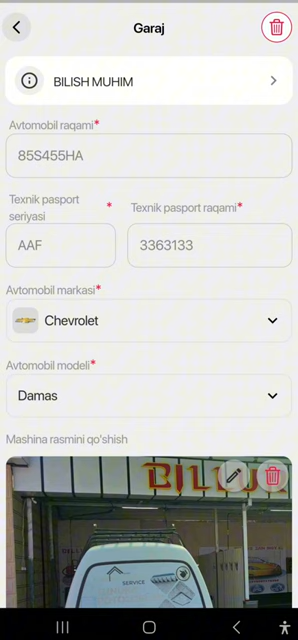 Garaj
BILISH MUHIM
Avtomobil raqami*
85S455HA
Texnik pasport seriyasi *
Texnik pasport raqami*
AAF
3363133
Avtomobil markasi*
Chevrolet
Avtomobil modeli*
Damas
Mashina rasmini qo'shish
SERVICE